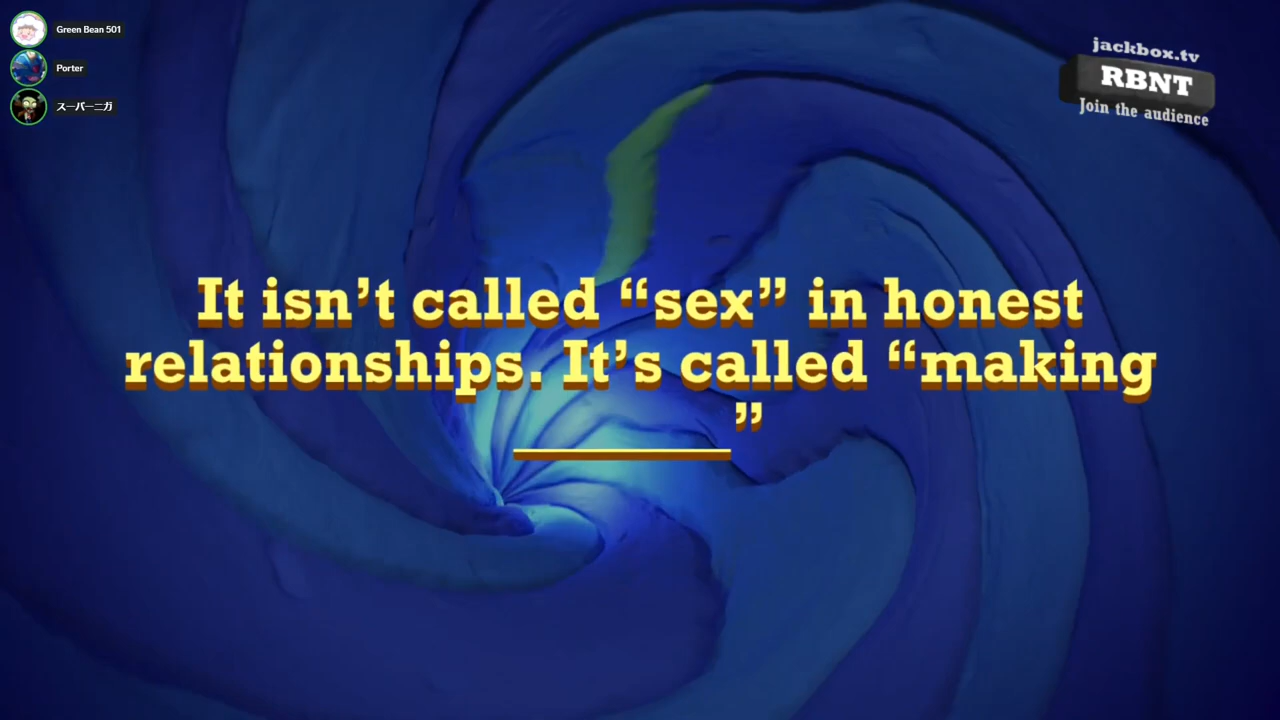 Green Bean 501
Porter
スーパーニガ
jackbox.tv
RBNT
Join the audience
It isn’t called “sex” in honest
relationships. It’s called “making
________”